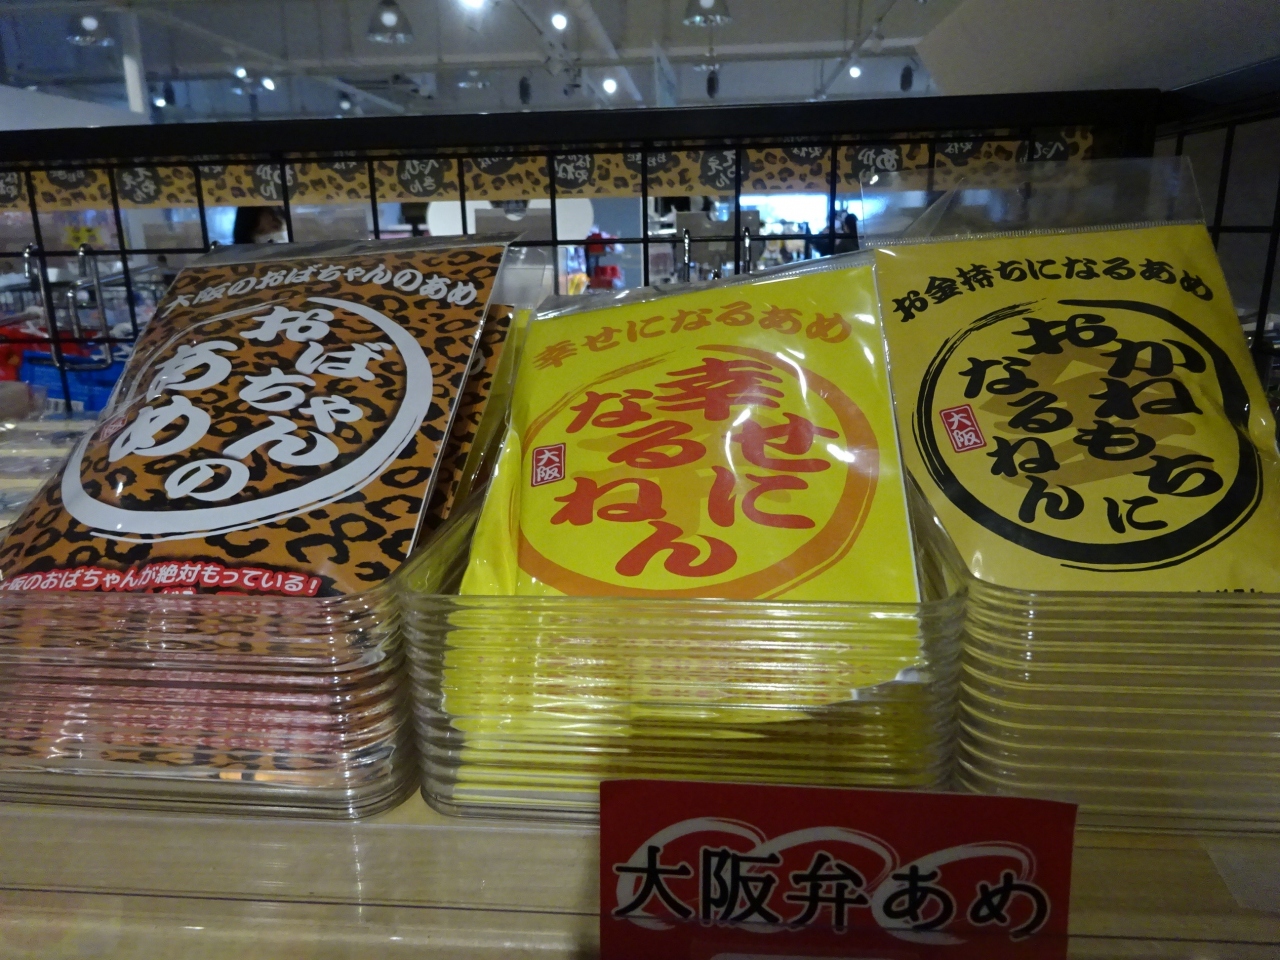 大阪のおばちゃんのあめ
おばちゃんの
あめ
大阪のおばちゃんが絶対もっている!
幸せになるあめ
幸せに
なるねん
大阪
お金持ちになるあめ
おかねもちに
なるねん
大阪
大阪弁あめ